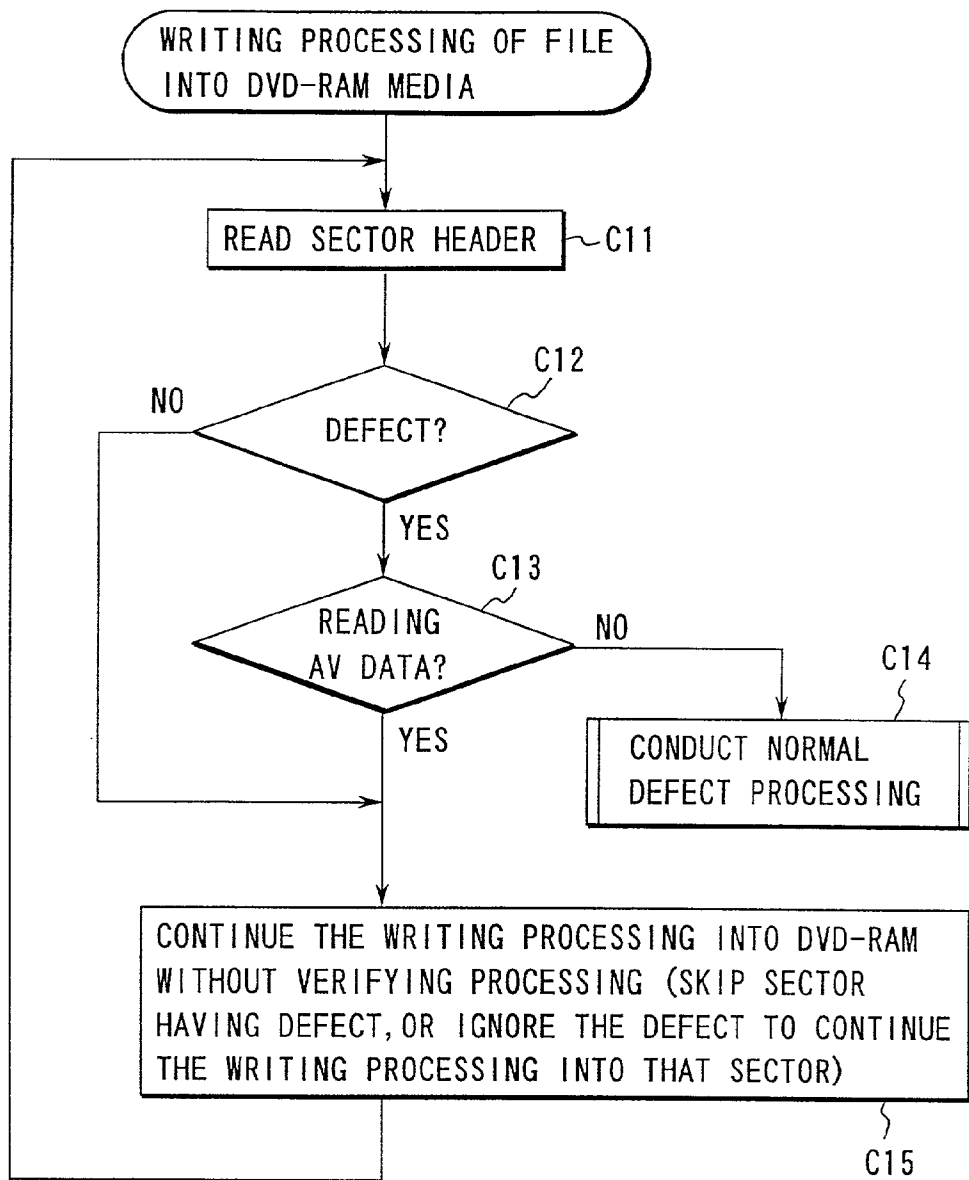 WRITING PROCESSING OF FILE
INTO DVD-RAM MEDIA
READ SECTOR HEADER
C11
C12
NO
DEFECT?
YES
C13
READING
AV DATA?
NO
YES
C14
CONDUCT NORMAL
DEFECT PROCESSING
CONTINUE THE WRITING PROCESSING INTO DVD-RAM
WITHOUT VERIFYING PROCESSING (SKIP SECTOR
HAVING DEFECT, OR IGNORE THE DEFECT TO CONTINUE
THE WRITING PROCESSING INTO THAT SECTOR)
C15